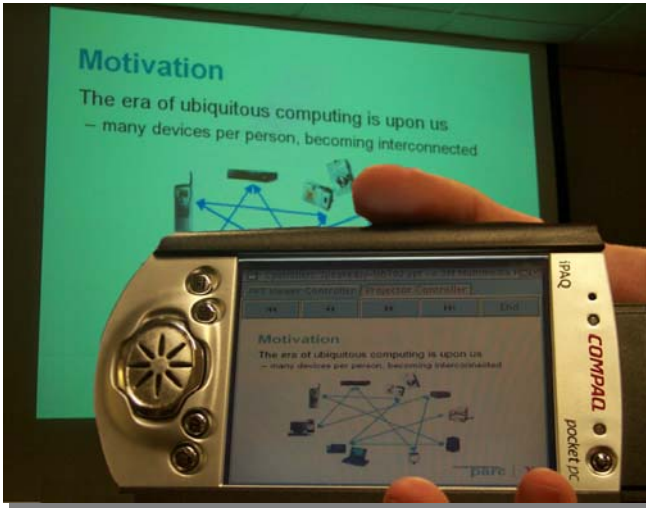 Motivation
The era of ubiquitous computing is upon us
– many devices per person, becoming interconnected
iPAQ
COMPAQ
pocket pc
Viewer Controller Projector Controller
End
Motivation
The era of ubiquitous computing is upon us
– many devices per person, becoming interconnected
parc